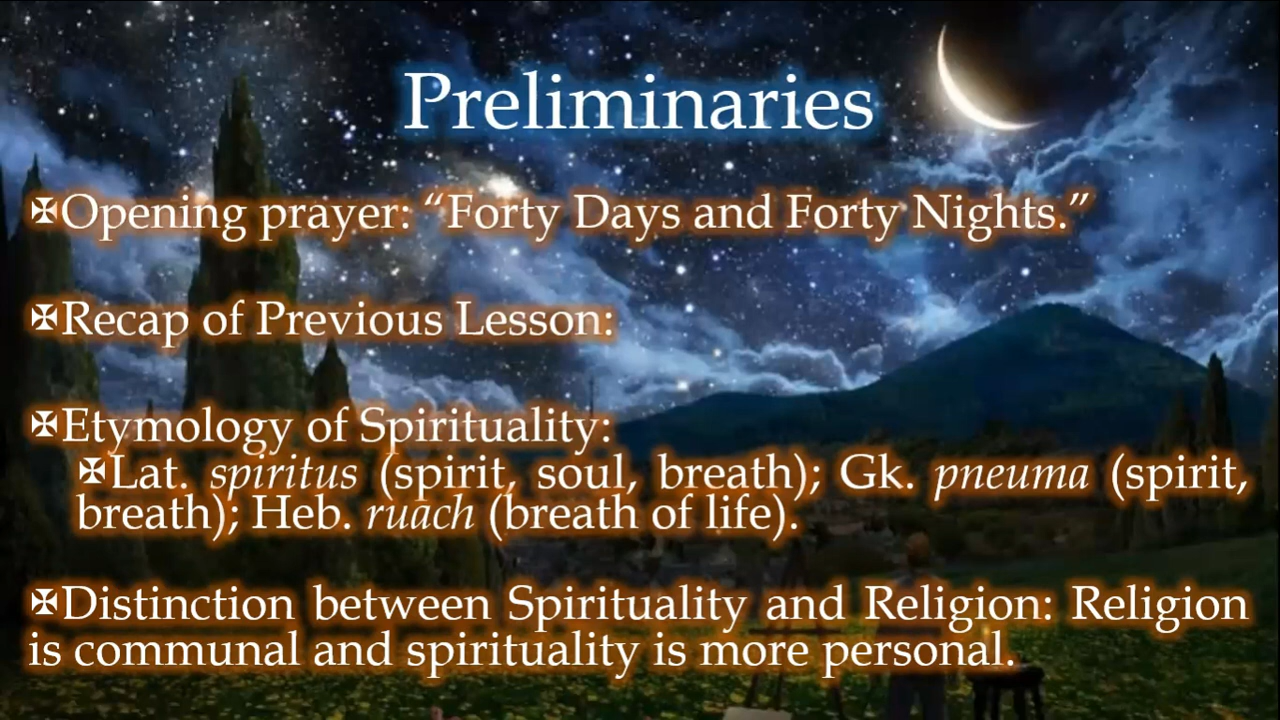 Preliminaries
✠Opening prayer: “Forty Days and Forty Nights.”
✠Recap of Previous Lesson:
✠Etymology of Spirituality:
✠Lat. spiritus (spirit, soul, breath); Gk. pneuma (spirit,
breath); Heb. ruach (breath of life).
✠Distinction between Spirituality and Religion: Religion
is communal and spirituality is more personal.